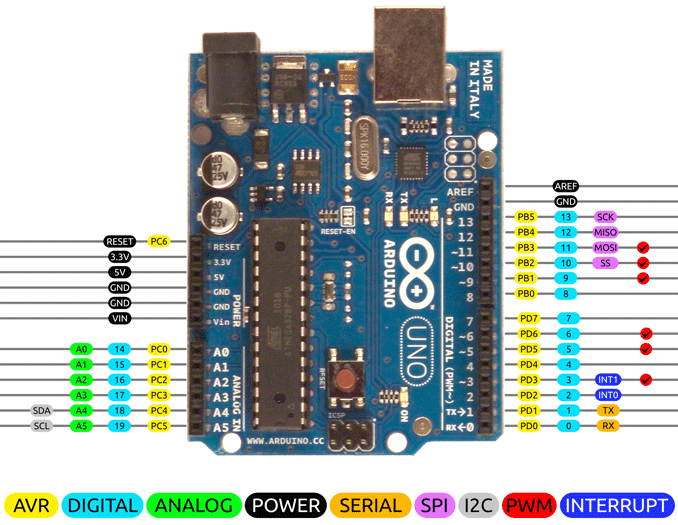 MADE
IN ITALY
SPK16.000Y
RX
TX
L
RESET-EN
AREF
GND
13
12
~11
~10
~9
8
7
~6
~5
4
~3
2
TX→1
RX←0
DIGITAL (PWM~)
ARDUINO
UNO
ON
RESET
ICSP
WWW.ARDUINO.CC
RESET
3.3V
5V
GND
GND
Vin
POWER
A0
A1
A2
A3
A4
A5
ANALOG IN
47
25V
47
25V
RESET PC6
3.3V
5V
GND
GND
VIN
A0 14 PC0
A1 15 PC1
A2 16 PC2
A3 17 PC3
SDA A4 18 PC4
SCL A5 19 PC5
AREF
GND
PB5 13 SCK
PB4 12 MISO
PB3 11 MOSI
PB2 10 SS
PB1 9
PB0 8
PD7 7
PD6 6
PD5 5
PD4 4
PD3 3 INT1
PD2 2 INT0
PD1 1 TX
PD0 0 RX
AVR DIGITAL ANALOG POWER SERIAL SPI I2C PWM INTERRUPT